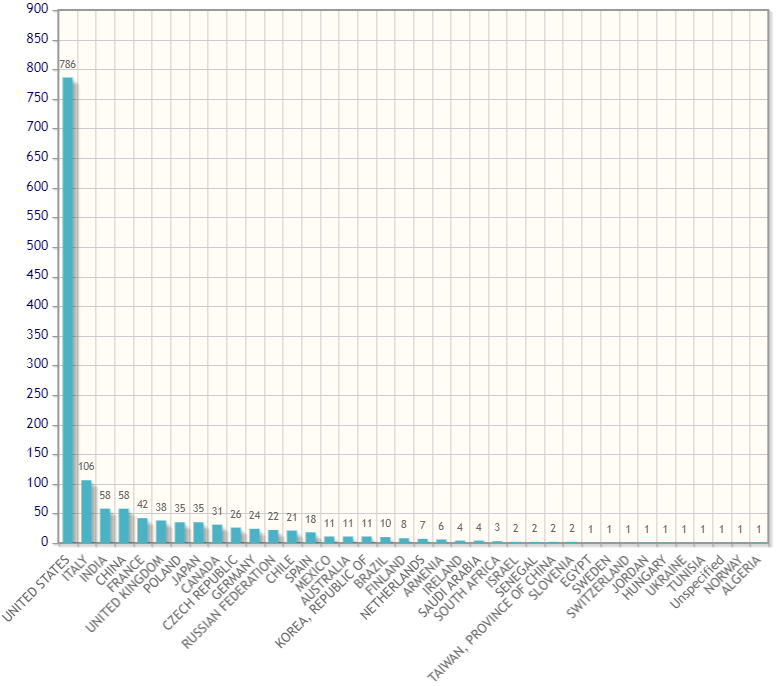 900
850
800
750
700
650
600
550
500
450
400
350
300
250
200
150
100
50
0
786
106
58
58
42
38
35
35
31
26
24
22
21
18
11
11
11
10
8
7
6
4
4
3
2
2
2
2
1
1
1
1
1
1
1
1
1
1
UNITED STATES
ITALY
INDIA
CHINA
FRANCE
UNITED KINGDOM
POLAND
JAPAN
CANADA
CZECH REPUBLIC
GERMANY
RUSSIAN FEDERATION
CHILE
SPAIN
MEXICO
AUSTRALIA
KOREA, REPUBLIC OF
BRAZIL
FINLAND
NETHERLANDS
ARMENIA
IRELAND
SAUDI ARABIA
SOUTH AFRICA
ISRAEL
SENEGAL
TAIWAN, PROVINCE OF CHINA
SLOVENIA
EGYPT
SWEDEN
SWITZERLAND
JORDAN
HUNGARY
UKRAINE
TUNISIA
Unspecified
NORWAY
ALGERIA